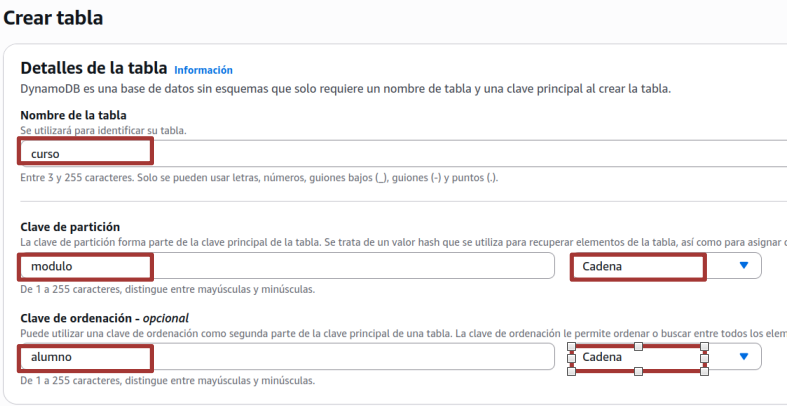 Crear tabla
Detalles de la tabla Información
DynamoDB es una base de datos sin esquemas que solo requiere un nombre de tabla y una clave principal al crear la tabla.
Nombre de la tabla
Se utilizará para identificar su tabla.
curso
Entre 3 y 255 caracteres. Solo se pueden usar letras, números, guiones bajos (_), guiones (-) y puntos (.).
Clave de partición
La clave de partición forma parte de la clave principal de la tabla. Se trata de un valor hash que se utiliza para recuperar elementos de la tabla, así como para asignar
modulo Cadena
De 1 a 255 caracteres, distingue entre mayúsculas y minúsculas.
Clave de ordenación - opcional
Puede utilizar una clave de ordenación como segunda parte de la clave principal de una tabla. La clave de ordenación le permite ordenar o buscar entre todos los elem
alumno Cadena
De 1 a 255 caracteres, distingue entre mayúsculas y minúsculas.